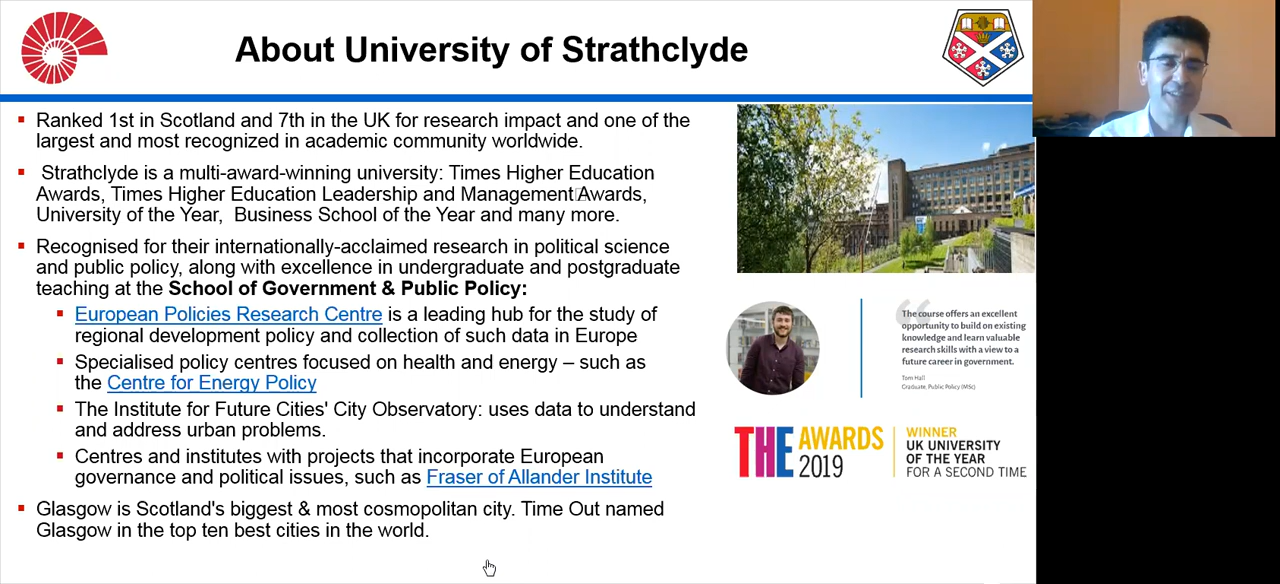 About University of Strathclyde
Ranked 1st in Scotland and 7th in the UK for research impact and one of the
largest and most recognized in academic community worldwide.
Strathclyde is a multi-award-winning university: Times Higher Education
Awards, Times Higher Education Leadership and Management Awards,
University of the Year, Business School of the Year and many more.
Recognised for their internationally-acclaimed research in political science
and public policy, along with excellence in undergraduate and postgraduate
teaching at the School of Government & Public Policy:
European Policies Research Centre is a leading hub for the study of
regional development policy and collection of such data in Europe
Specialised policy centres focused on health and energy – such as
the Centre for Energy Policy
The Institute for Future Cities' City Observatory: uses data to understand
and address urban problems.
Centres and institutes with projects that incorporate European
governance and political issues, such as Fraser of Allander Institute
Glasgow is Scotland's biggest & most cosmopolitan city. Time Out named
Glasgow in the top ten best cities in the world.
“
The course offers an excellent
opportunity to build on existing
knowledge and learn valuable
research skills with a view to a
future career in government.
Tom Hall
Graduate, Public Policy (MSc)
THE AWARDS
2019
WINNER
UK UNIVERSITY
OF THE YEAR
FOR A SECOND TIME